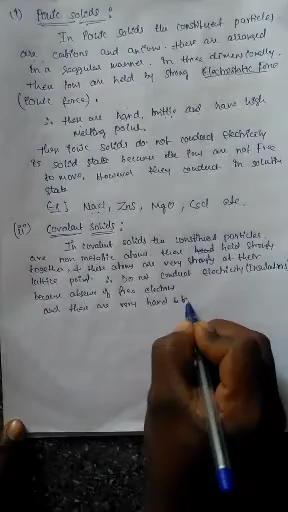 (i) Ionic solids :
In Ionic solids the constituent particles
are cations and anions. these are arranged
in a reggular manner. In three dimensionally.
These ions are held by strong electrostatic force
(ionic force).
∴ these are hard, brittle and have high
melting point.
These ionic solids do not conduct Electricity
is solid state because the ions are not free
to move. However they conduct in solution
state
Ex: Nacl, ZnS, MgO, Cscl etc.
(ii) Covalent solids :
In covalent solids the constituent particles
are non metallic atoms these held strongly
together, & these atoms are very strongly at their
lattice point. ∴ Do not conduct electricity (Insulators)
because absence of free electrons
and these are very hard & b